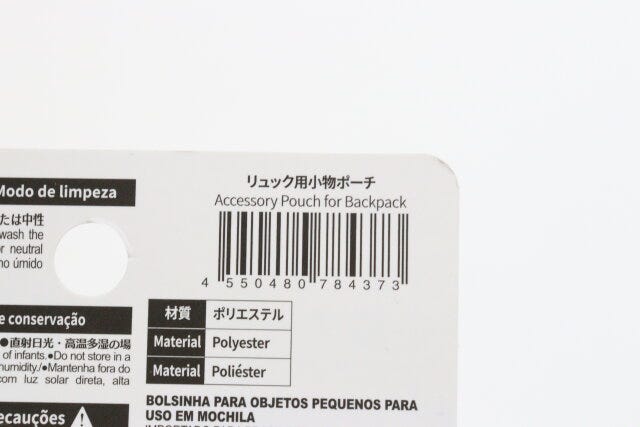 リュック用小物ポーチ
Accessory Pouch for Backpack
4 550480 784373
Modo de limpeza
たは中性
wash the
or neutral
no úmido
材質 ポリエステル
Material Polyester
Material Poliéster
e conservação
●直射日光・高温多湿の場
of infants.●Do not store in a
humidity./●Mantenha fora do
com luz solar direta, alta
ecauções
BOLSINHA PARA OBJETOS PEQUENOS PARA
USO EM MOCHILA